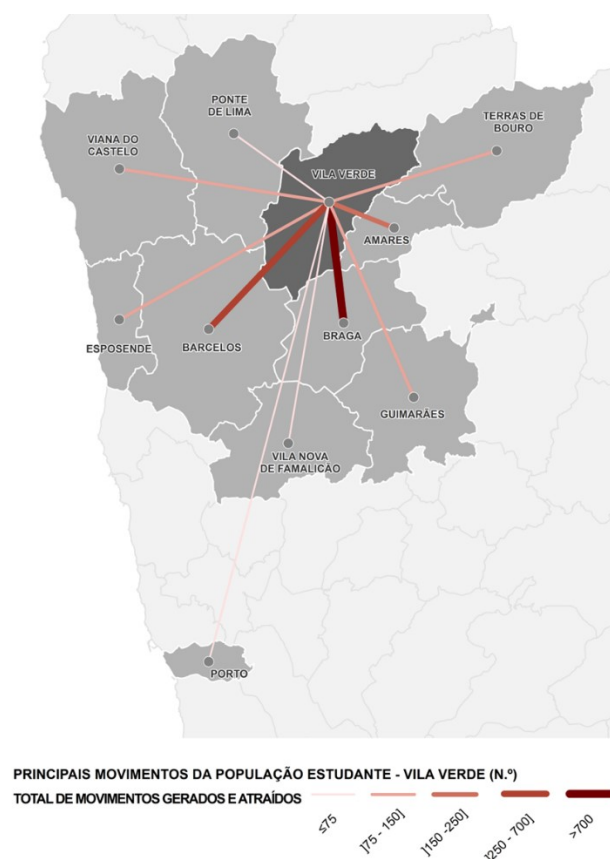 PONTE
DE LIMA
TERRAS DE
BOURO
VIANA DO
CASTELO
VILA VERDE
AMARES
BRAGA
ESPOSENDE
BARCELOS
GUIMARÃES
VILA NOVA
DE FAMALICÃO
PORTO
PRINCIPAIS MOVIMENTOS DA POPULAÇÃO ESTUDANTE - VILA VERDE (N.º)
TOTAL DE MOVIMENTOS GERADOS E ATRAÍDOS
≤75
]75 - 150]
]150 -250]
]250 - 700]
>700